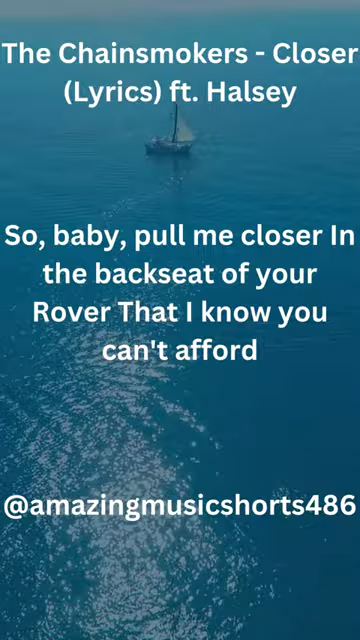 The Chainsmokers - Closer
(Lyrics) ft. Halsey
So, baby, pull me closer In
the backseat of your
Rover That I know you
can't afford
@amazingmusicshorts486